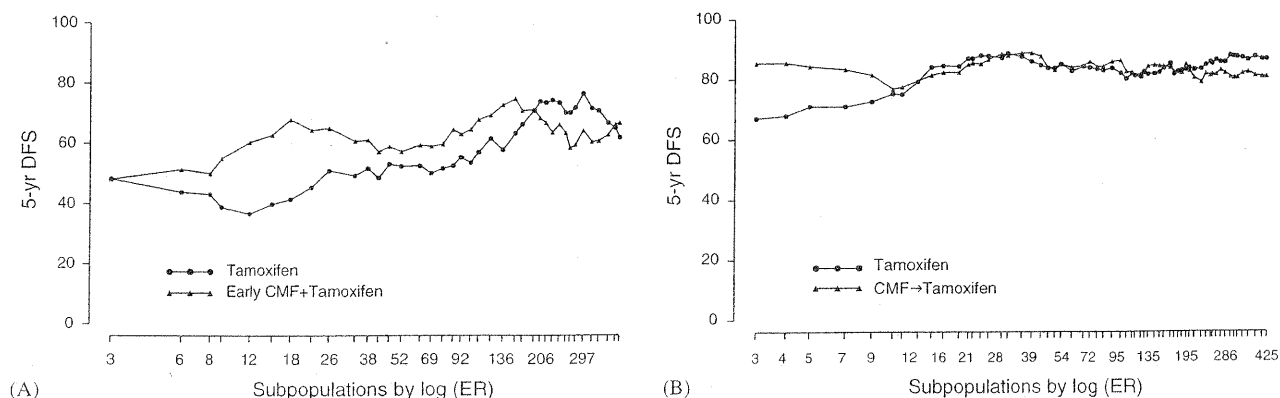 100
80
60
40
20
0
5-yr DFS
Tamoxifen
Early CMF+Tamoxifen
3 6 8 12 18 26 38 52 69 92 136 206 297
(A) Subpopulations by log (ER)
100
80
60
40
20
0
5-yr DFS
Tamoxifen
CMF→Tamoxifen
3 4 5 7 9 12 16 21 28 39 54 72 95 135 195 286 425
(B) Subpopulations by log (ER)